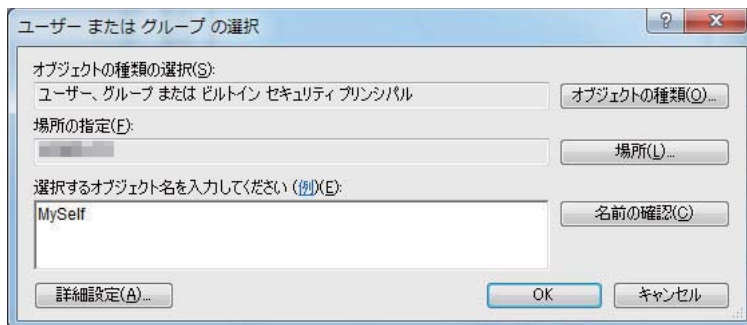 ユーザー または グループ の選択
オブジェクトの種類の選択(S):
ユーザー、グループ または ビルトイン セキュリティ プリンシパル
オブジェクトの種類(O)...
場所の指定(F):
場所(L)...
選択するオブジェクト名を入力してください (例)(E):
MySelf
名前の確認(C)
詳細設定(A)...
OK
キャンセル